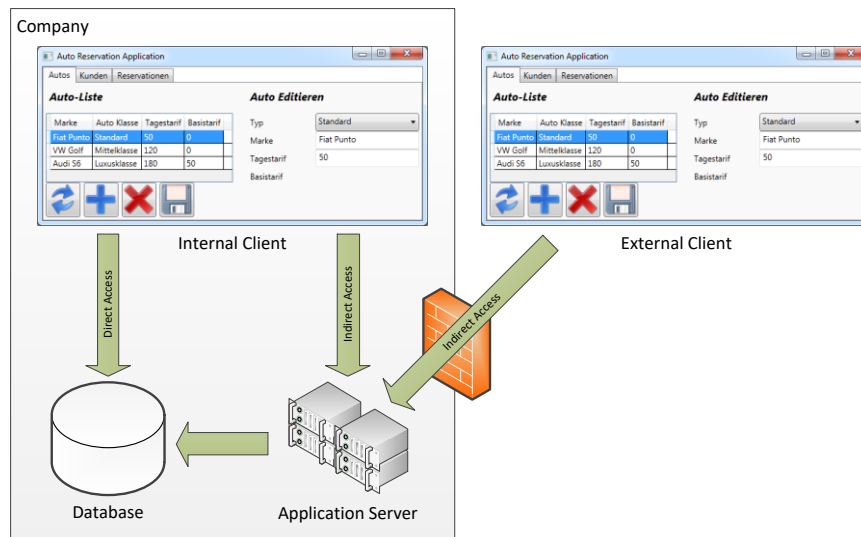 Company
Auto Reservation Application
Autos Kunden Reservationen
Auto-Liste Auto Editieren
Marke Auto Klasse Tagestarif Basistarif
Fiat Punto Standard 50 0
VW Golf Mittelklasse 120 0
Audi S6 Luxusklasse 180 50
Typ Standard
Marke Fiat Punto
Tagestarif 50
Basistarif
Internal Client
Auto Reservation Application
Autos Kunden Reservationen
Auto-Liste Auto Editieren
Marke Auto Klasse Tagestarif Basistarif
Fiat Punto Standard 50 0
VW Golf Mittelklasse 120 0
Audi S6 Luxusklasse 180 50
Typ Standard
Marke Fiat Punto
Tagestarif 50
Basistarif
External Client
Direct Access
Indirect Access
Indirect Access
Database
Application Server